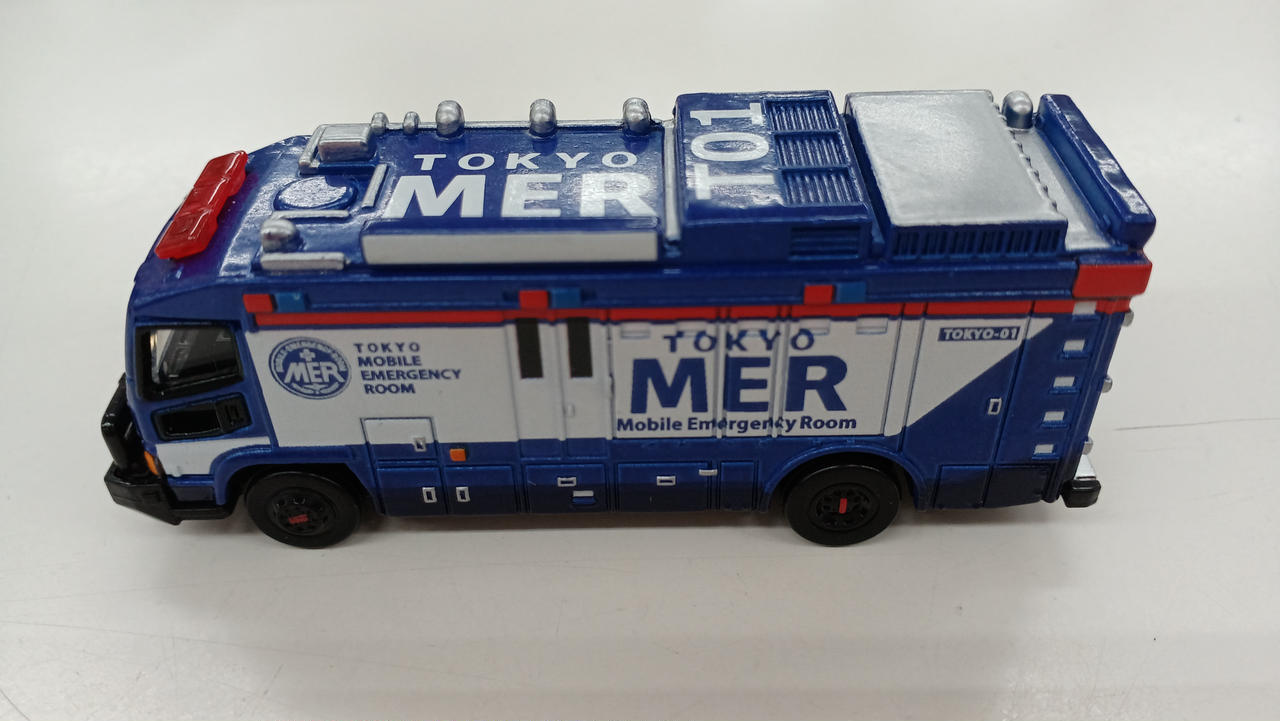 TOKYO
MER
T01
MER
TOKYO
MOBILE
EMERGENCY
ROOM
TOKYO
MER
Mobile Emergency Room
TOKYO-01